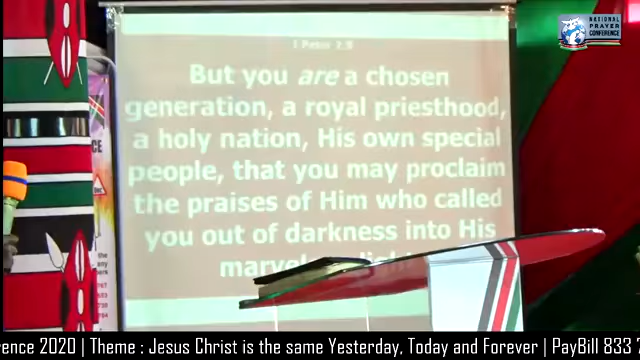 1 Peter 2:9
But you are a chosen
generation, a royal priesthood,
a holy nation, His own special
people, that you may proclaim
the praises of Him who called
you out of darkness into His
NATIONAL
PRAYER
CONFERENCE
rence 2020 | Theme : Jesus Christ is the same Yesterday, Today and Forever | PayBill 833